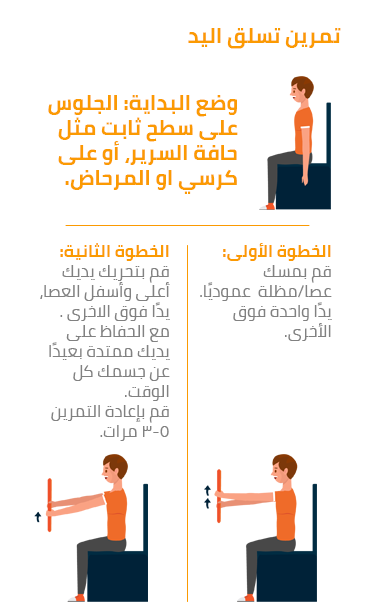 تمرين تسلق اليد
وضع البداية: الجلوس
على سطح ثابت مثل
حافة السرير، أو على
كرسي او المرحاض.
الخطوة الأولى:
قم بمسك
عصا/مظلة عموديًا.
يدًا واحدة فوق
الأخرى.
الخطوة الثانية:
قم بتحريك يديك
أعلى وأسفل العصا،
يدًا فوق الاخرى .
مع الحفاظ على
يديك ممتدة بعيدًا
عن جسمك كل
الوقت.
قم بإعادة التمرين
٥-٣ مرات.